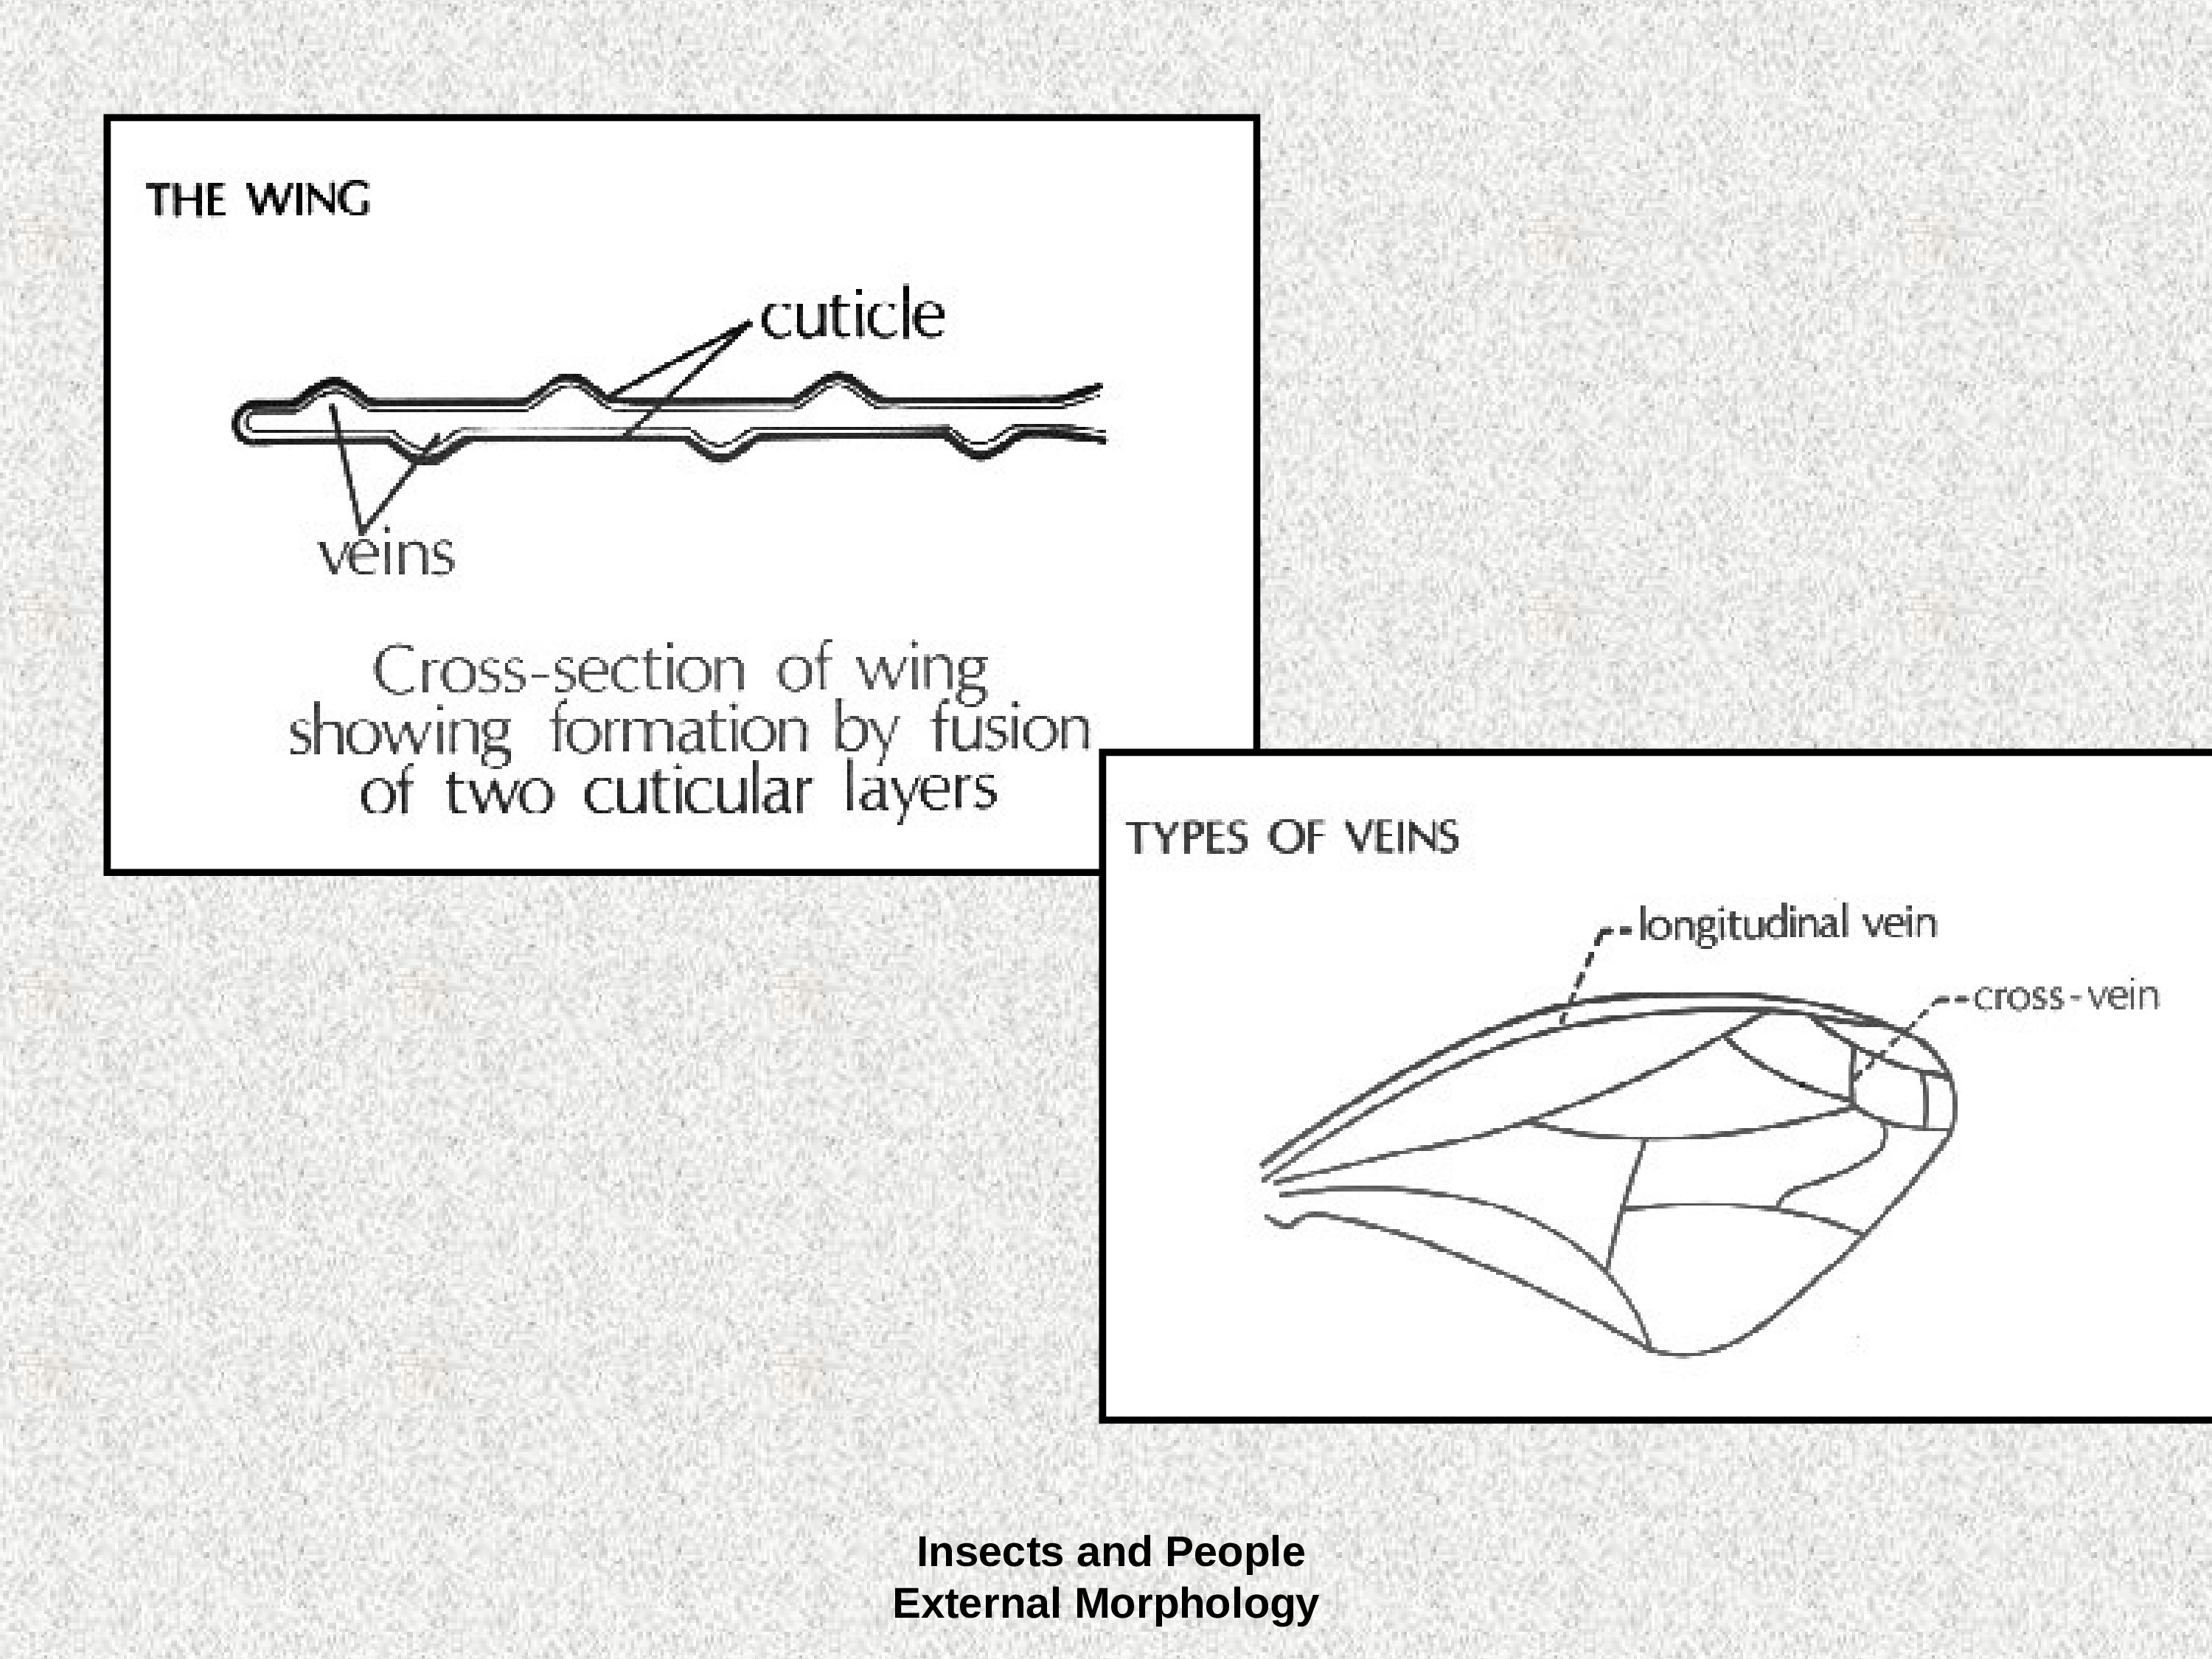 THE WING
cuticle
veins
Cross-section of wing
showing formation by fusion
of two cuticular layers
TYPES OF VEINS
longitudinal vein
cross-vein
Insects and People
External Morphology